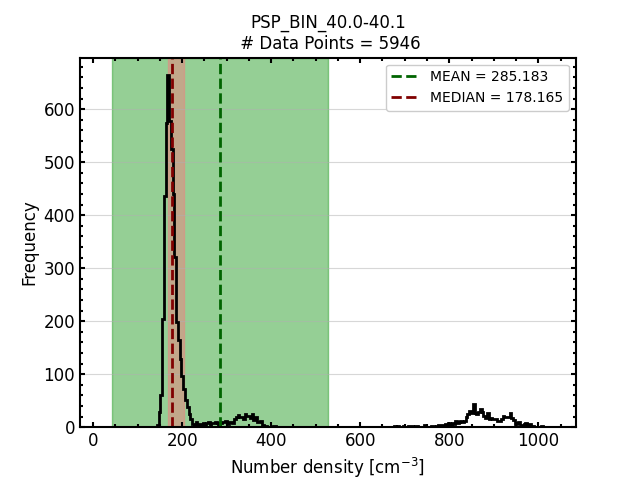 PSP_BIN_40.0-40.1
# Data Points = 5946
MEAN = 285.183
MEDIAN = 178.165
600
500
400
300
200
100
0
Frequency
0 200 400 600 800 1000
Number density [cm⁻³]